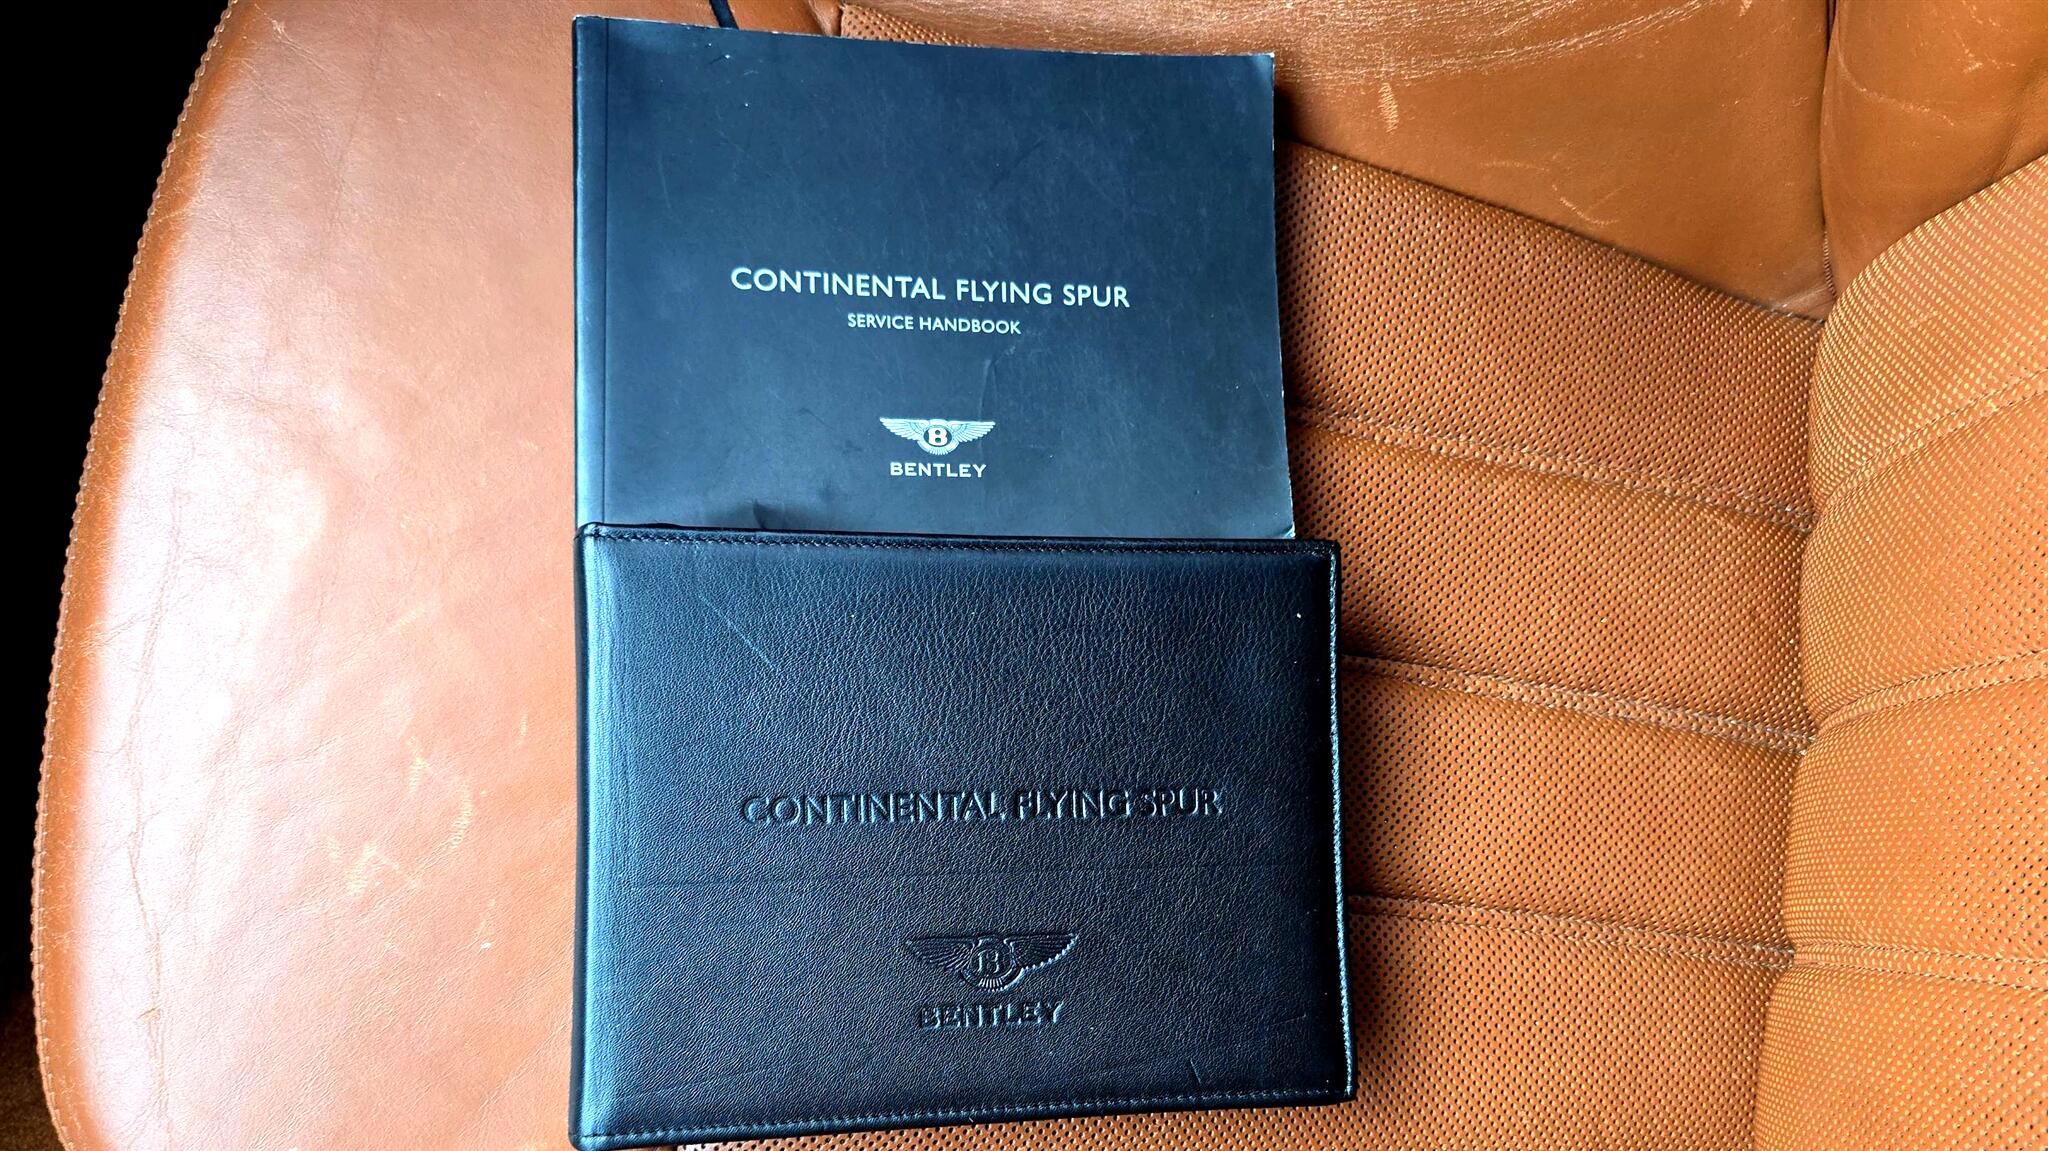 CONTINENTAL FLYING SPUR
SERVICE HANDBOOK
B
BENTLEY
CONTINENTAL FLYING SPUR
B
BENTLEY